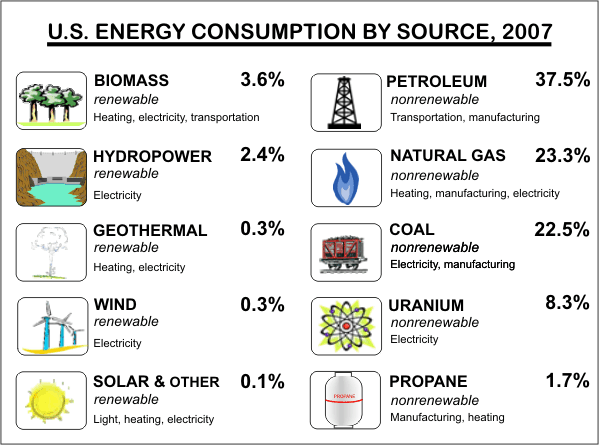 U.S. ENERGY CONSUMPTION BY SOURCE, 2007
BIOMASS 3.6%
renewable
Heating, electricity, transportation
HYDROPOWER 2.4%
renewable
Electricity
GEOTHERMAL 0.3%
renewable
Heating, electricity
WIND 0.3%
renewable
Electricity
SOLAR & OTHER 0.1%
renewable
Light, heating, electricity
PETROLEUM 37.5%
nonrenewable
Transportation, manufacturing
NATURAL GAS 23.3%
nonrenewable
Heating, manufacturing, electricity
COAL 22.5%
nonrenewable
Electricity, manufacturing
URANIUM 8.3%
nonrenewable
Electricity
PROPANE
PROPANE 1.7%
nonrenewable
Manufacturing, heating